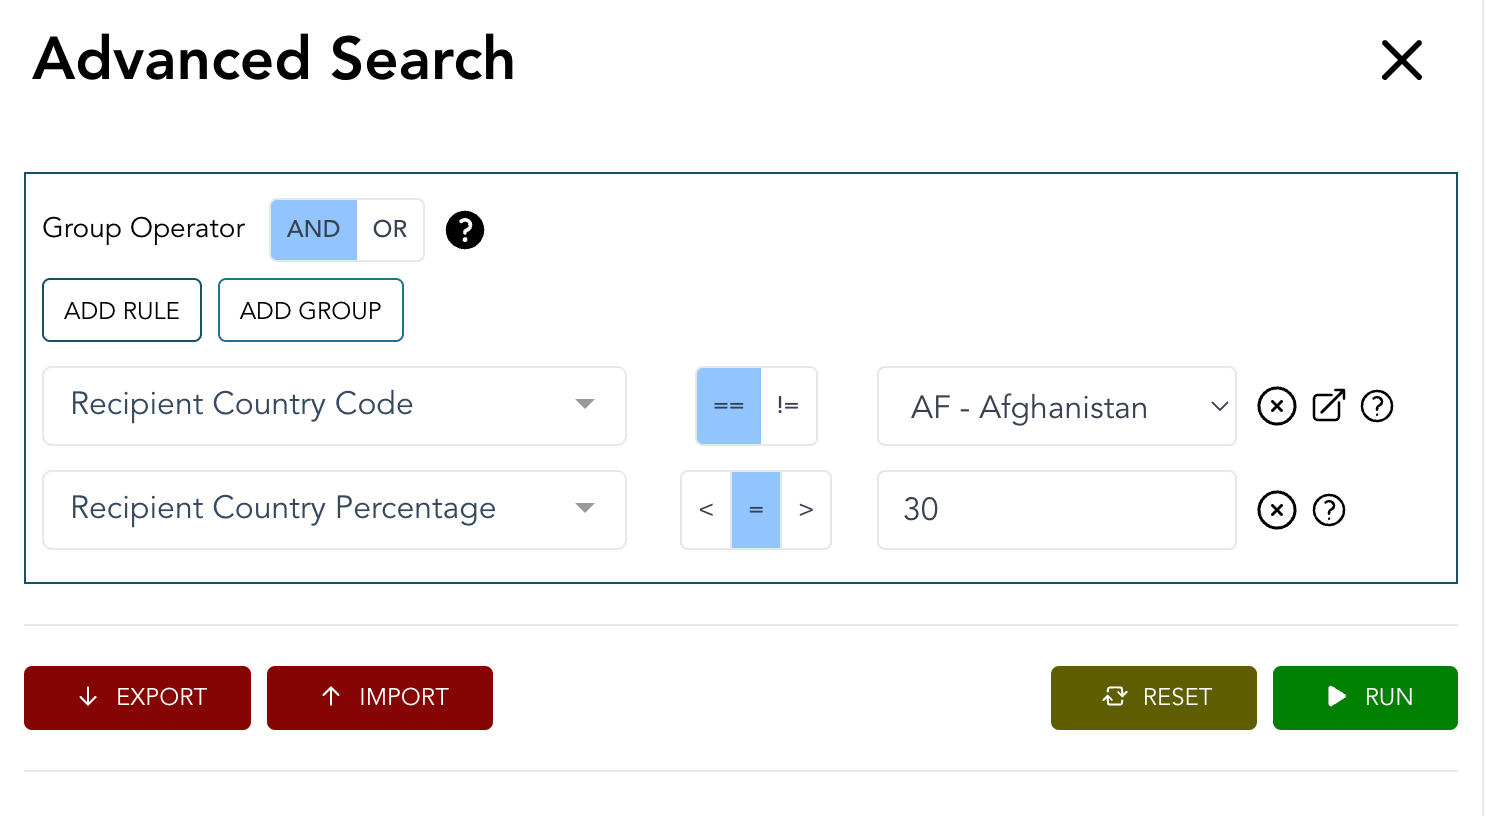 Advanced Search
Group Operator AND OR ?
ADD RULE ADD GROUP
Recipient Country Code == != AF - Afghanistan ?
Recipient Country Percentage < = > 30 ?
EXPORT IMPORT RESET RUN